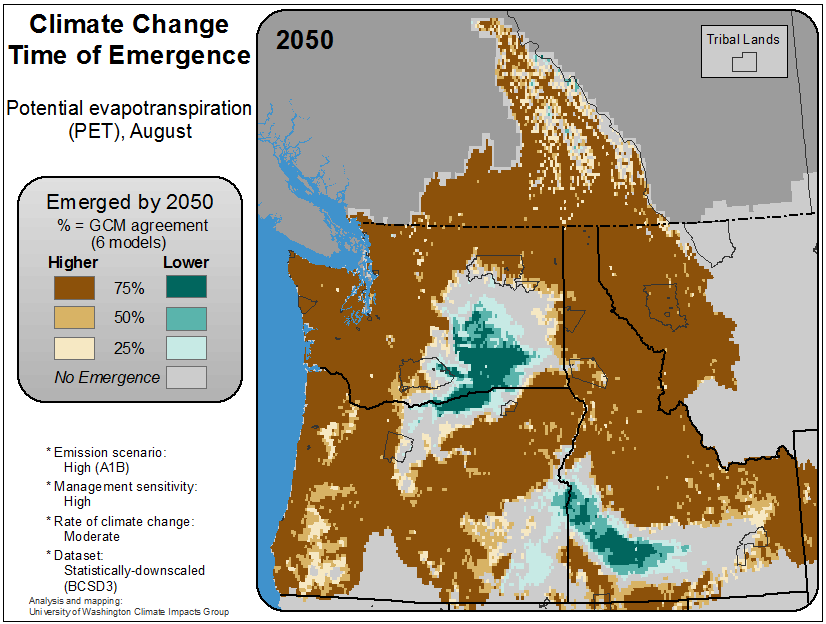 Climate Change
Time of Emergence
Potential evapotranspiration
(PET), August
Emerged by 2050
% = GCM agreement
(6 models)
Higher Lower
75%
50%
25%
No Emergence
* Emission scenario:
High (A1B)
* Management sensitivity:
High
* Rate of climate change:
Moderate
* Dataset:
Statistically-downscaled
(BCSD3)
Analysis and mapping:
University of Washington Climate Impacts Group
2050
Tribal Lands